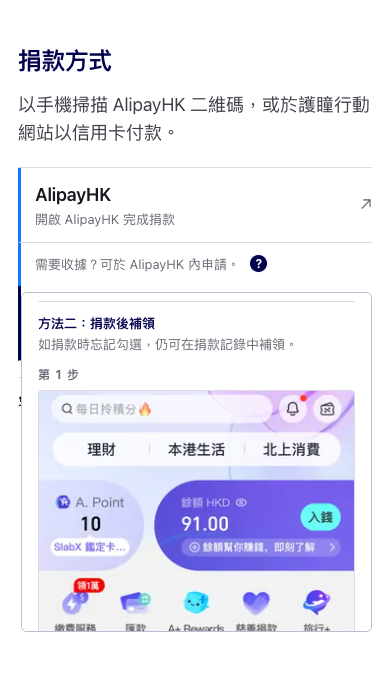 捐款方式
以手機掃描 AlipayHK 二維碼，或於護瞳行動
網站以信用卡付款。
AlipayHK
開啟 AlipayHK 完成捐款
需要收據？可於 AlipayHK 內申請。 ?
方法二：捐款後補領
如捐款時忘記勾選，仍可在捐款記錄中補領。
第 1 步
每日拎積分
理財
本港生活
北上消費
A. Point
10
SlabX 鑑定卡...
餘額 HKD
91.00
入錢
餘額幫你賺錢，即刻了解
領1萬
繳費服務
匯款
A+ Rewards
慈善捐款
旅行+